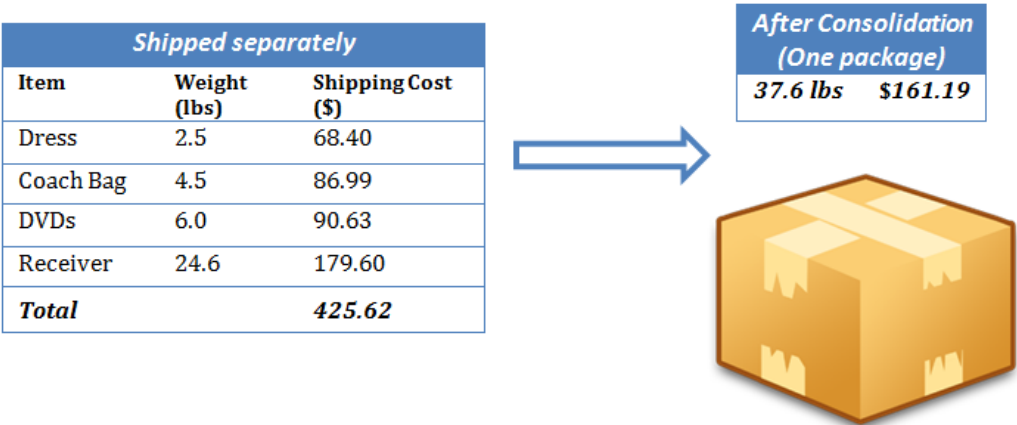 Shipped separately
Item Weight (lbs) Shipping Cost ($)
Dress 2.5 68.40
Coach Bag 4.5 86.99
DVDs 6.0 90.63
Receiver 24.6 179.60
Total 425.62
After Consolidation
(One package)
37.6 lbs $161.19